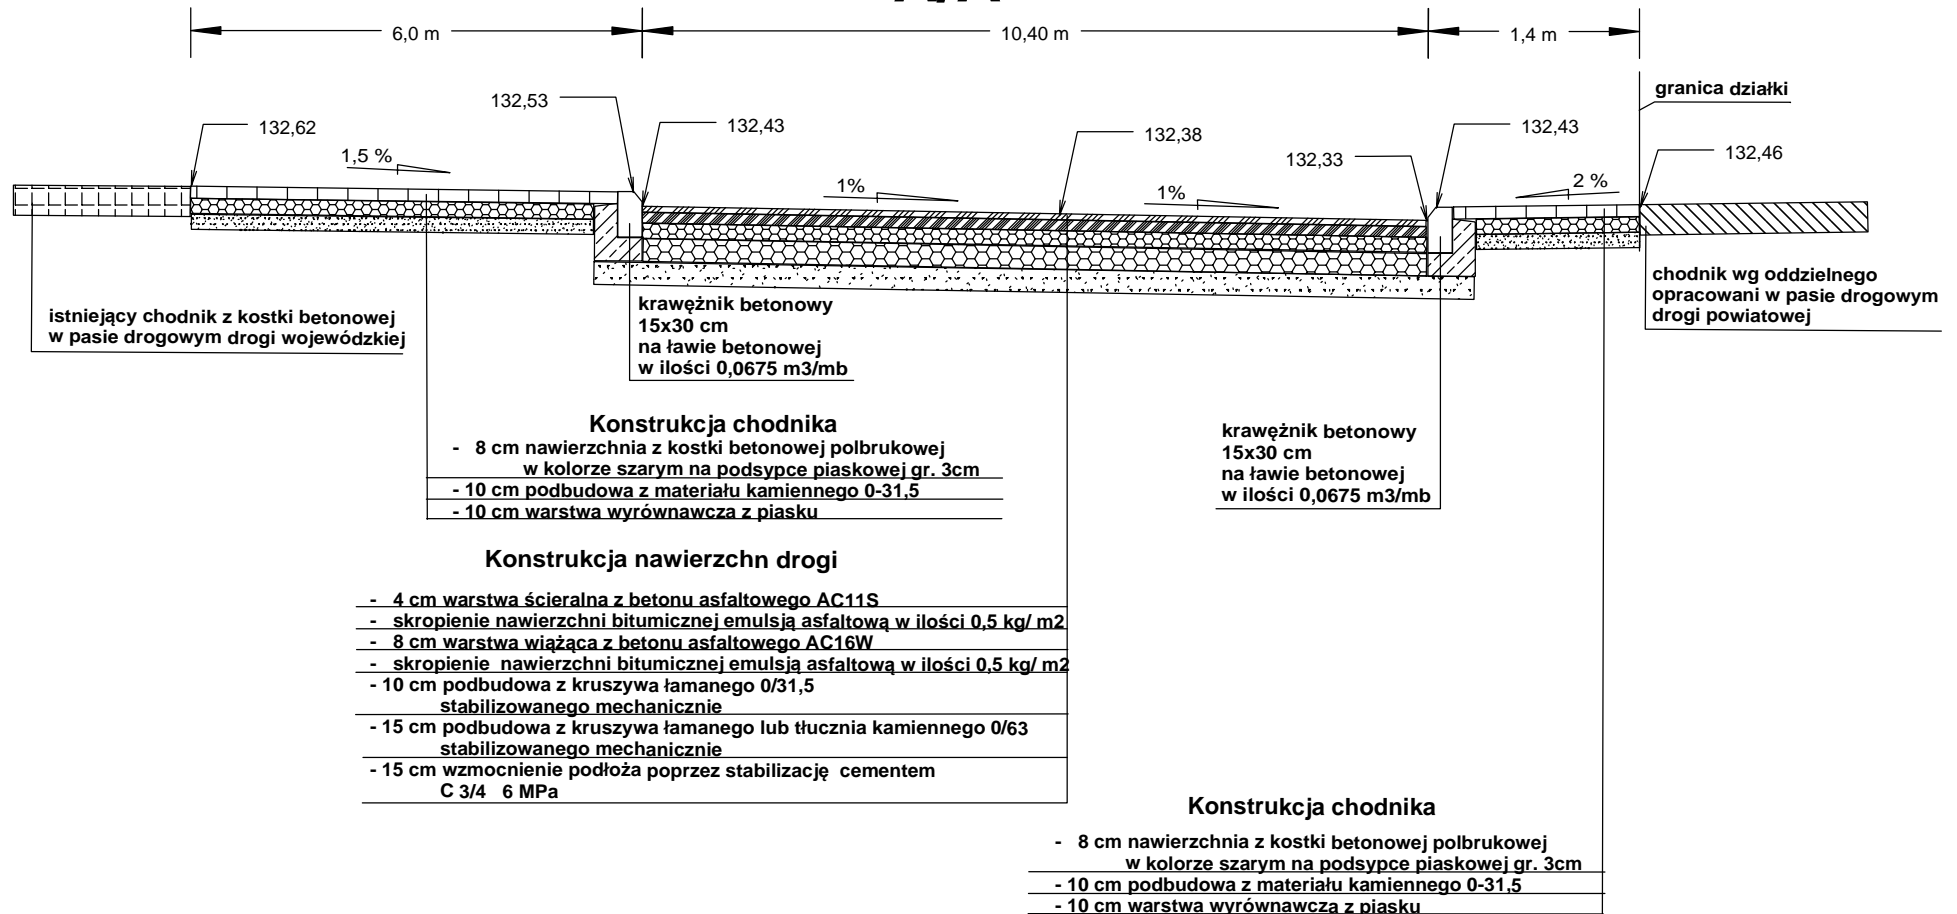 6,0 m
10,40 m
1,4 m
granica działki
132,53
132,62
132,43
132,38
132,43
132,33
132,46
1,5 %
1%
1%
2 %
istniejący chodnik z kostki betonowej
w pasie drogowym drogi wojewódzkiej
krawężnik betonowy
15x30 cm
na ławie betonowej
w ilości 0,0675 m3/mb
chodnik wg oddzielnego
opracowani w pasie drogowym
drogi powiatowej
Konstrukcja chodnika
- 8 cm nawierzchnia z kostki betonowej polbrukowej
w kolorze szarym na podsypce piaskowej gr. 3cm
- 10 cm podbudowa z materiału kamiennego 0-31,5
- 10 cm warstwa wyrównawcza z piasku
krawężnik betonowy
15x30 cm
na ławie betonowej
w ilości 0,0675 m3/mb
Konstrukcja nawierzchn drogi
- 4 cm warstwa ścieralna z betonu asfaltowego AC11S
- skropienie nawierzchni bitumicznej emulsją asfaltową w ilości 0,5 kg/ m2
- 8 cm warstwa wiążąca z betonu asfaltowego AC16W
- skropienie nawierzchni bitumicznej emulsją asfaltową w ilości 0,5 kg/ m2
- 10 cm podbudowa z kruszywa łamanego 0/31,5
stabilizowanego mechanicznie
- 15 cm podbudowa z kruszywa łamanego lub tłucznia kamiennego 0/63
stabilizowanego mechanicznie
- 15 cm wzmocnienie podłoża poprzez stabilizację cementem
C 3/4 6 MPa
Konstrukcja chodnika
- 8 cm nawierzchnia z kostki betonowej polbrukowej
w kolorze szarym na podsypce piaskowej gr. 3cm
- 10 cm podbudowa z materiału kamiennego 0-31,5
- 10 cm warstwa wyrównawcza z piasku